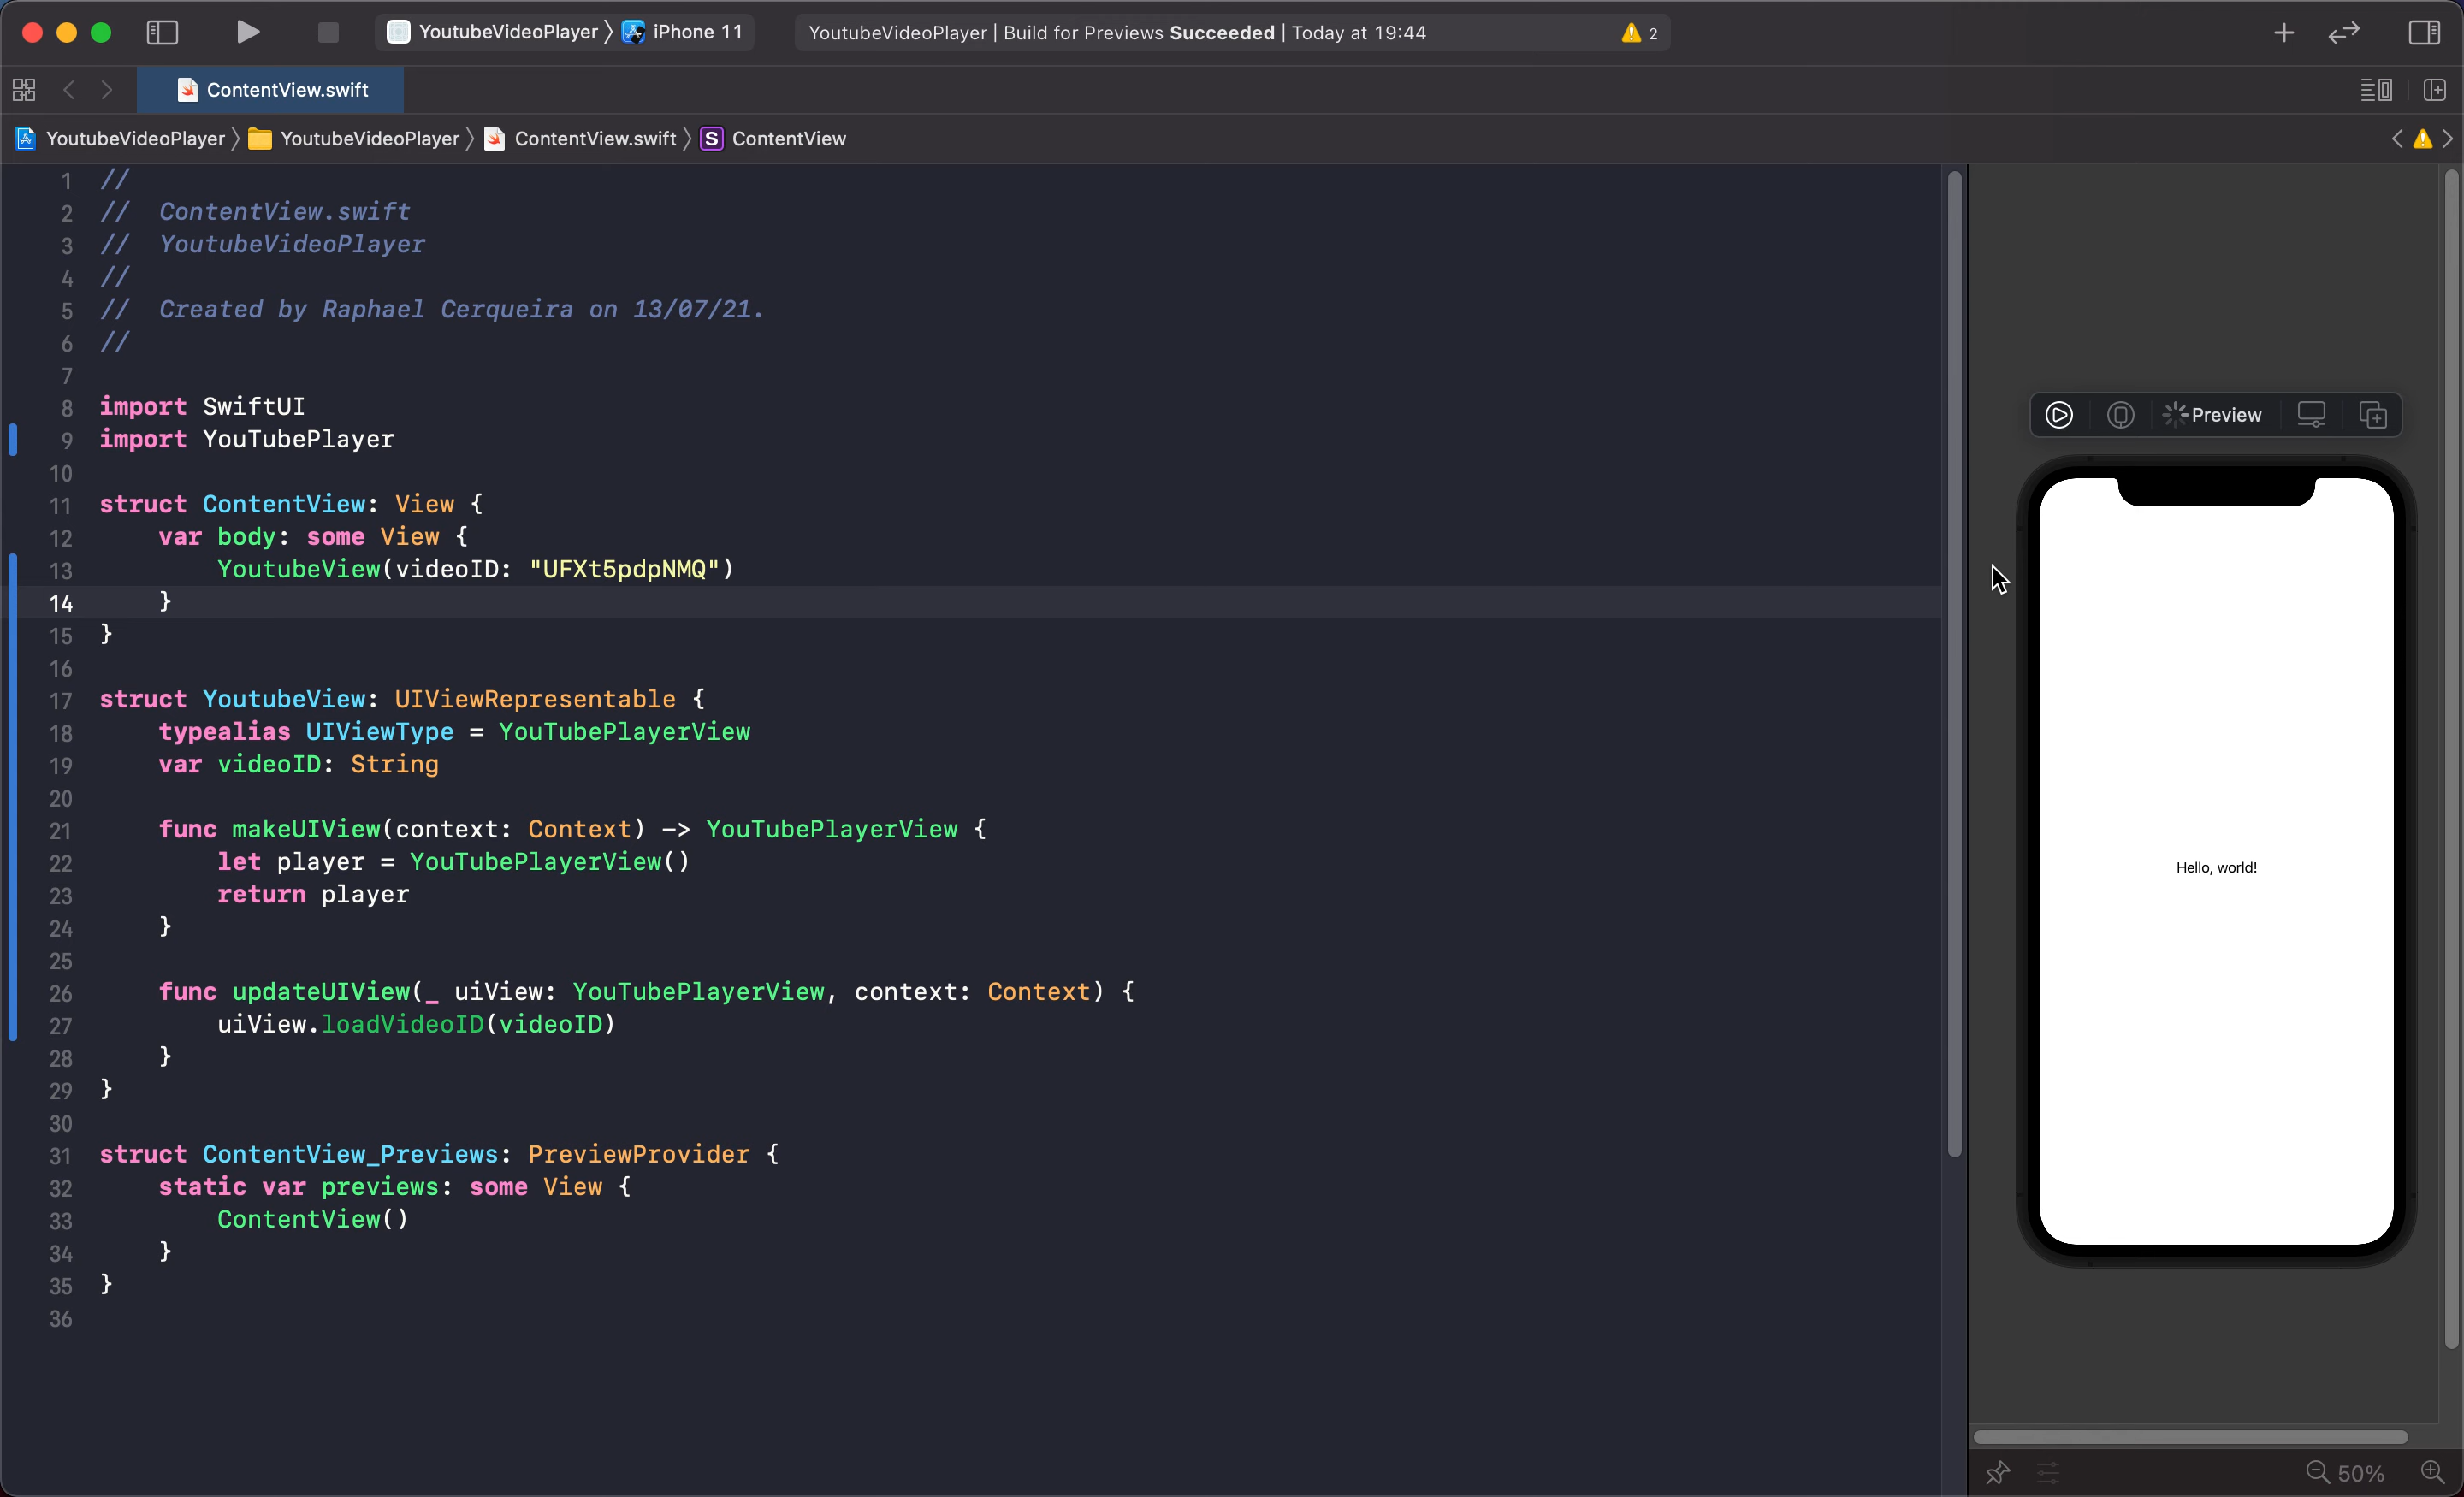 YoutubeVideoPlayer 〉 iPhone 11
YoutubeVideoPlayer | Build for Previews Succeeded | Today at 19:44
2
ContentView.swift
YoutubeVideoPlayer 〉 YoutubeVideoPlayer 〉 ContentView.swift 〉 S ContentView
1 //
2 //  ContentView.swift
3 //  YoutubeVideoPlayer
4 //
5 //  Created by Raphael Cerqueira on 13/07/21.
6 //
7
8 import SwiftUI
9 import YouTubePlayer
10
11 struct ContentView: View {
12     var body: some View {
13         YoutubeView(videoID: "UFXt5pdpNMQ")
14     }
15 }
16
17 struct YoutubeView: UIViewRepresentable {
18     typealias UIViewType = YouTubePlayerView
19     var videoID: String
20
21     func makeUIView(context: Context) -> YouTubePlayerView {
22         let player = YouTubePlayerView()
23         return player
24     }
25
26     func updateUIView(_ uiView: YouTubePlayerView, context: Context) {
27         uiView.loadVideoID(videoID)
28     }
29 }
30
31 struct ContentView_Previews: PreviewProvider {
32     static var previews: some View {
33         ContentView()
34     }
35 }
36
Preview
Hello, world!
50%